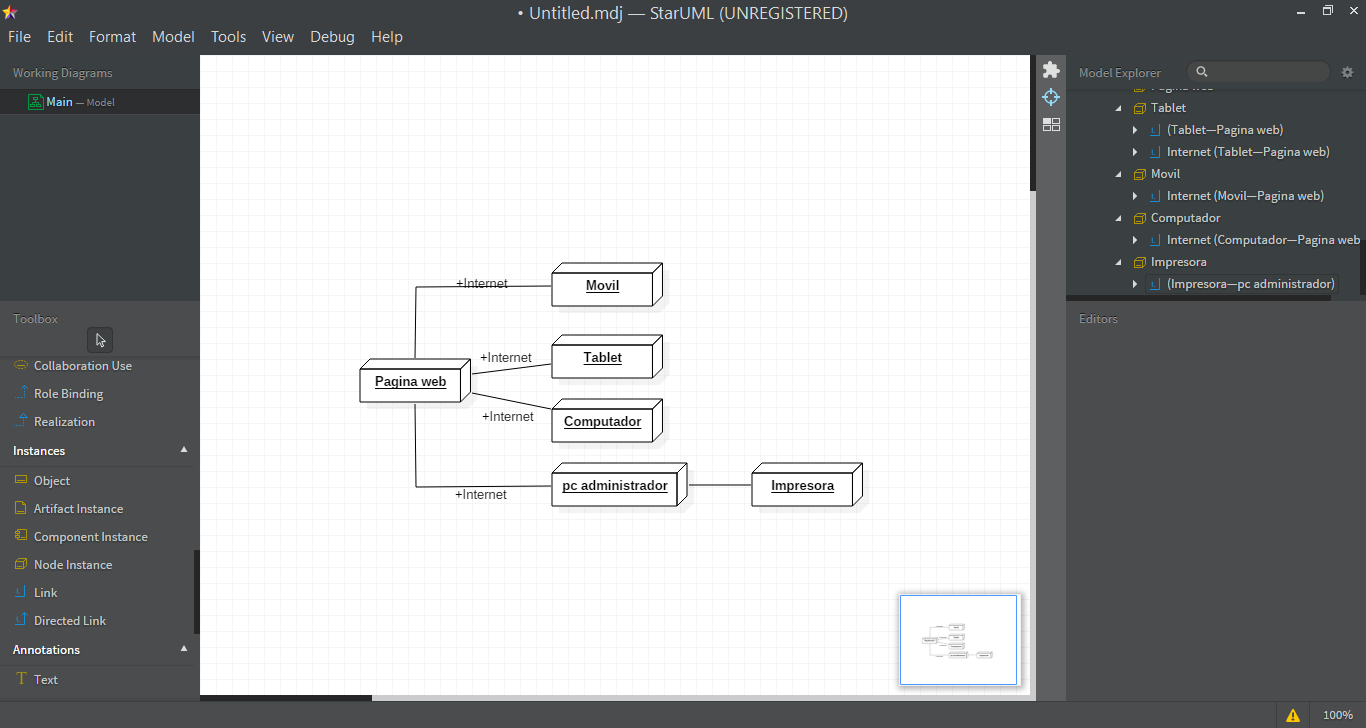 • Untitled.mdj — StarUML (UNREGISTERED)
File Edit Format Model Tools View Debug Help
Working Diagrams
Main — Model
Toolbox
Collaboration Use
Role Binding
Realization
Instances
Object
Artifact Instance
Component Instance
Node Instance
Link
Directed Link
Annotations
Text
+Internet
Movil
+Internet
Tablet
Pagina web
+Internet
Computador
+Internet
pc administrador
Impresora
Model Explorer
Tablet
(Tablet—Pagina web)
Internet (Tablet—Pagina web)
Movil
Internet (Movil—Pagina web)
Computador
Internet (Computador—Pagina web
Impresora
(Impresora—pc administrador)
Editors
100%